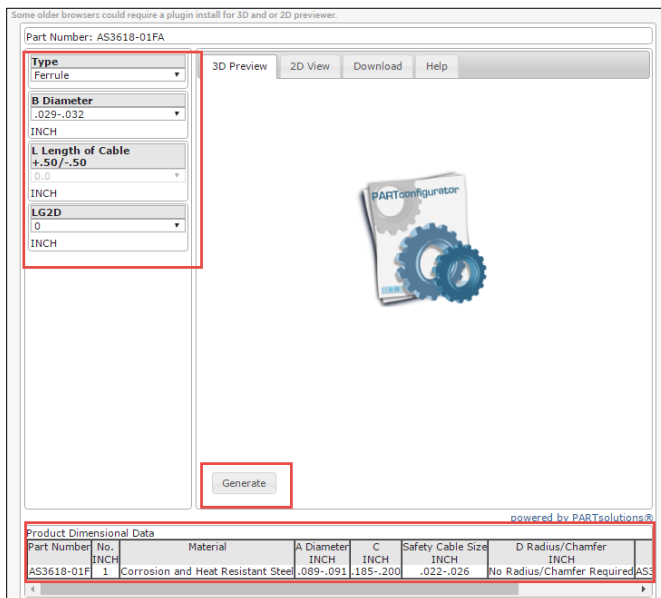 Some older browsers could require a plugin install for 3D and or 2D previewer.
Part Number: AS3618-01FA
Type
Ferrule
B Diameter
.029-.032
INCH
L Length of Cable
+.50/-.50
0.0
INCH
LG2D
0
INCH
3D Preview 2D View Download Help
PARTconfigurator
Generate
powered by PARTsolutions®
Product Dimensional Data
Part Number No. Material A Diameter C Safety Cable Size D Radius/Chamfer
INCH INCH INCH INCH INCH
AS3618-01F 1 Corrosion and Heat Resistant Steel .089-.091 .185-.200 .022-.026 No Radius/Chamfer Required AS3